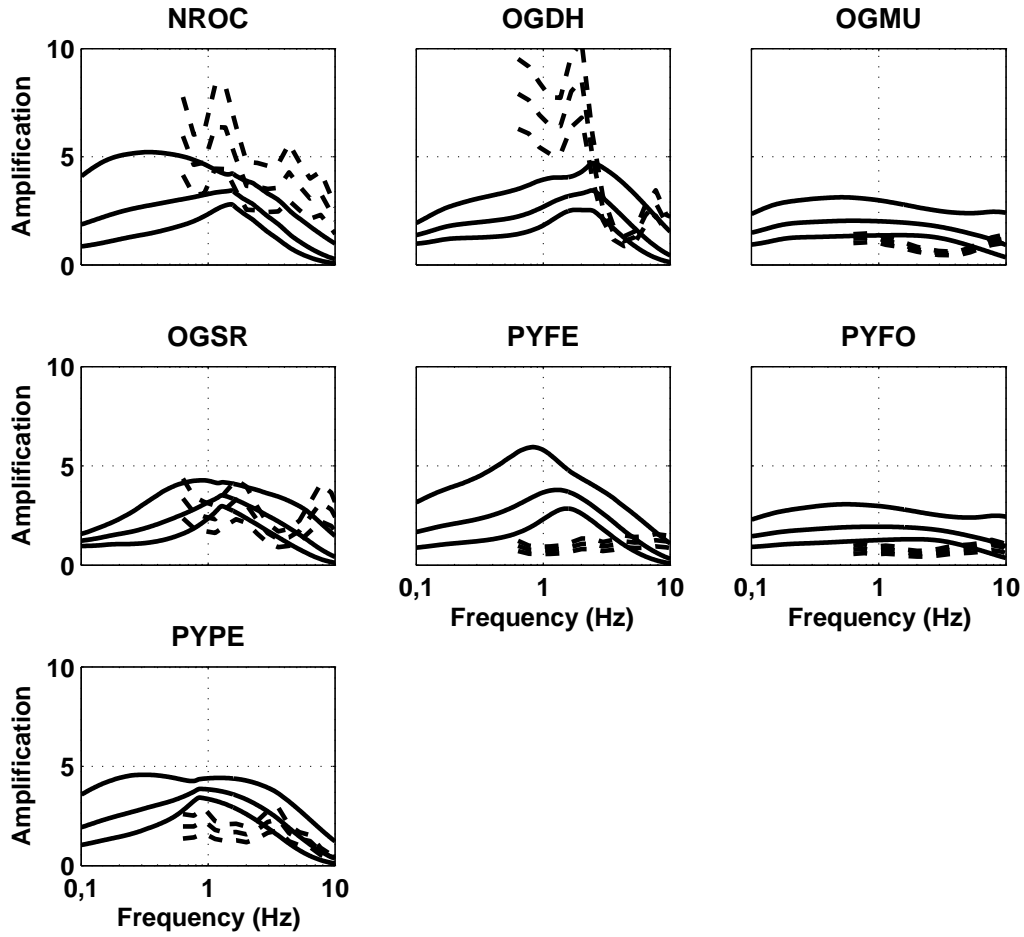 NROC
OGDH
OGMU
10
5
0
Amplification
OGSR
PYFE
PYFO
10
5
0
Amplification
0,1
1
10
Frequency (Hz)
0,1
1
10
Frequency (Hz)
PYPE
10
5
0
Amplification
0,1
1
10
Frequency (Hz)